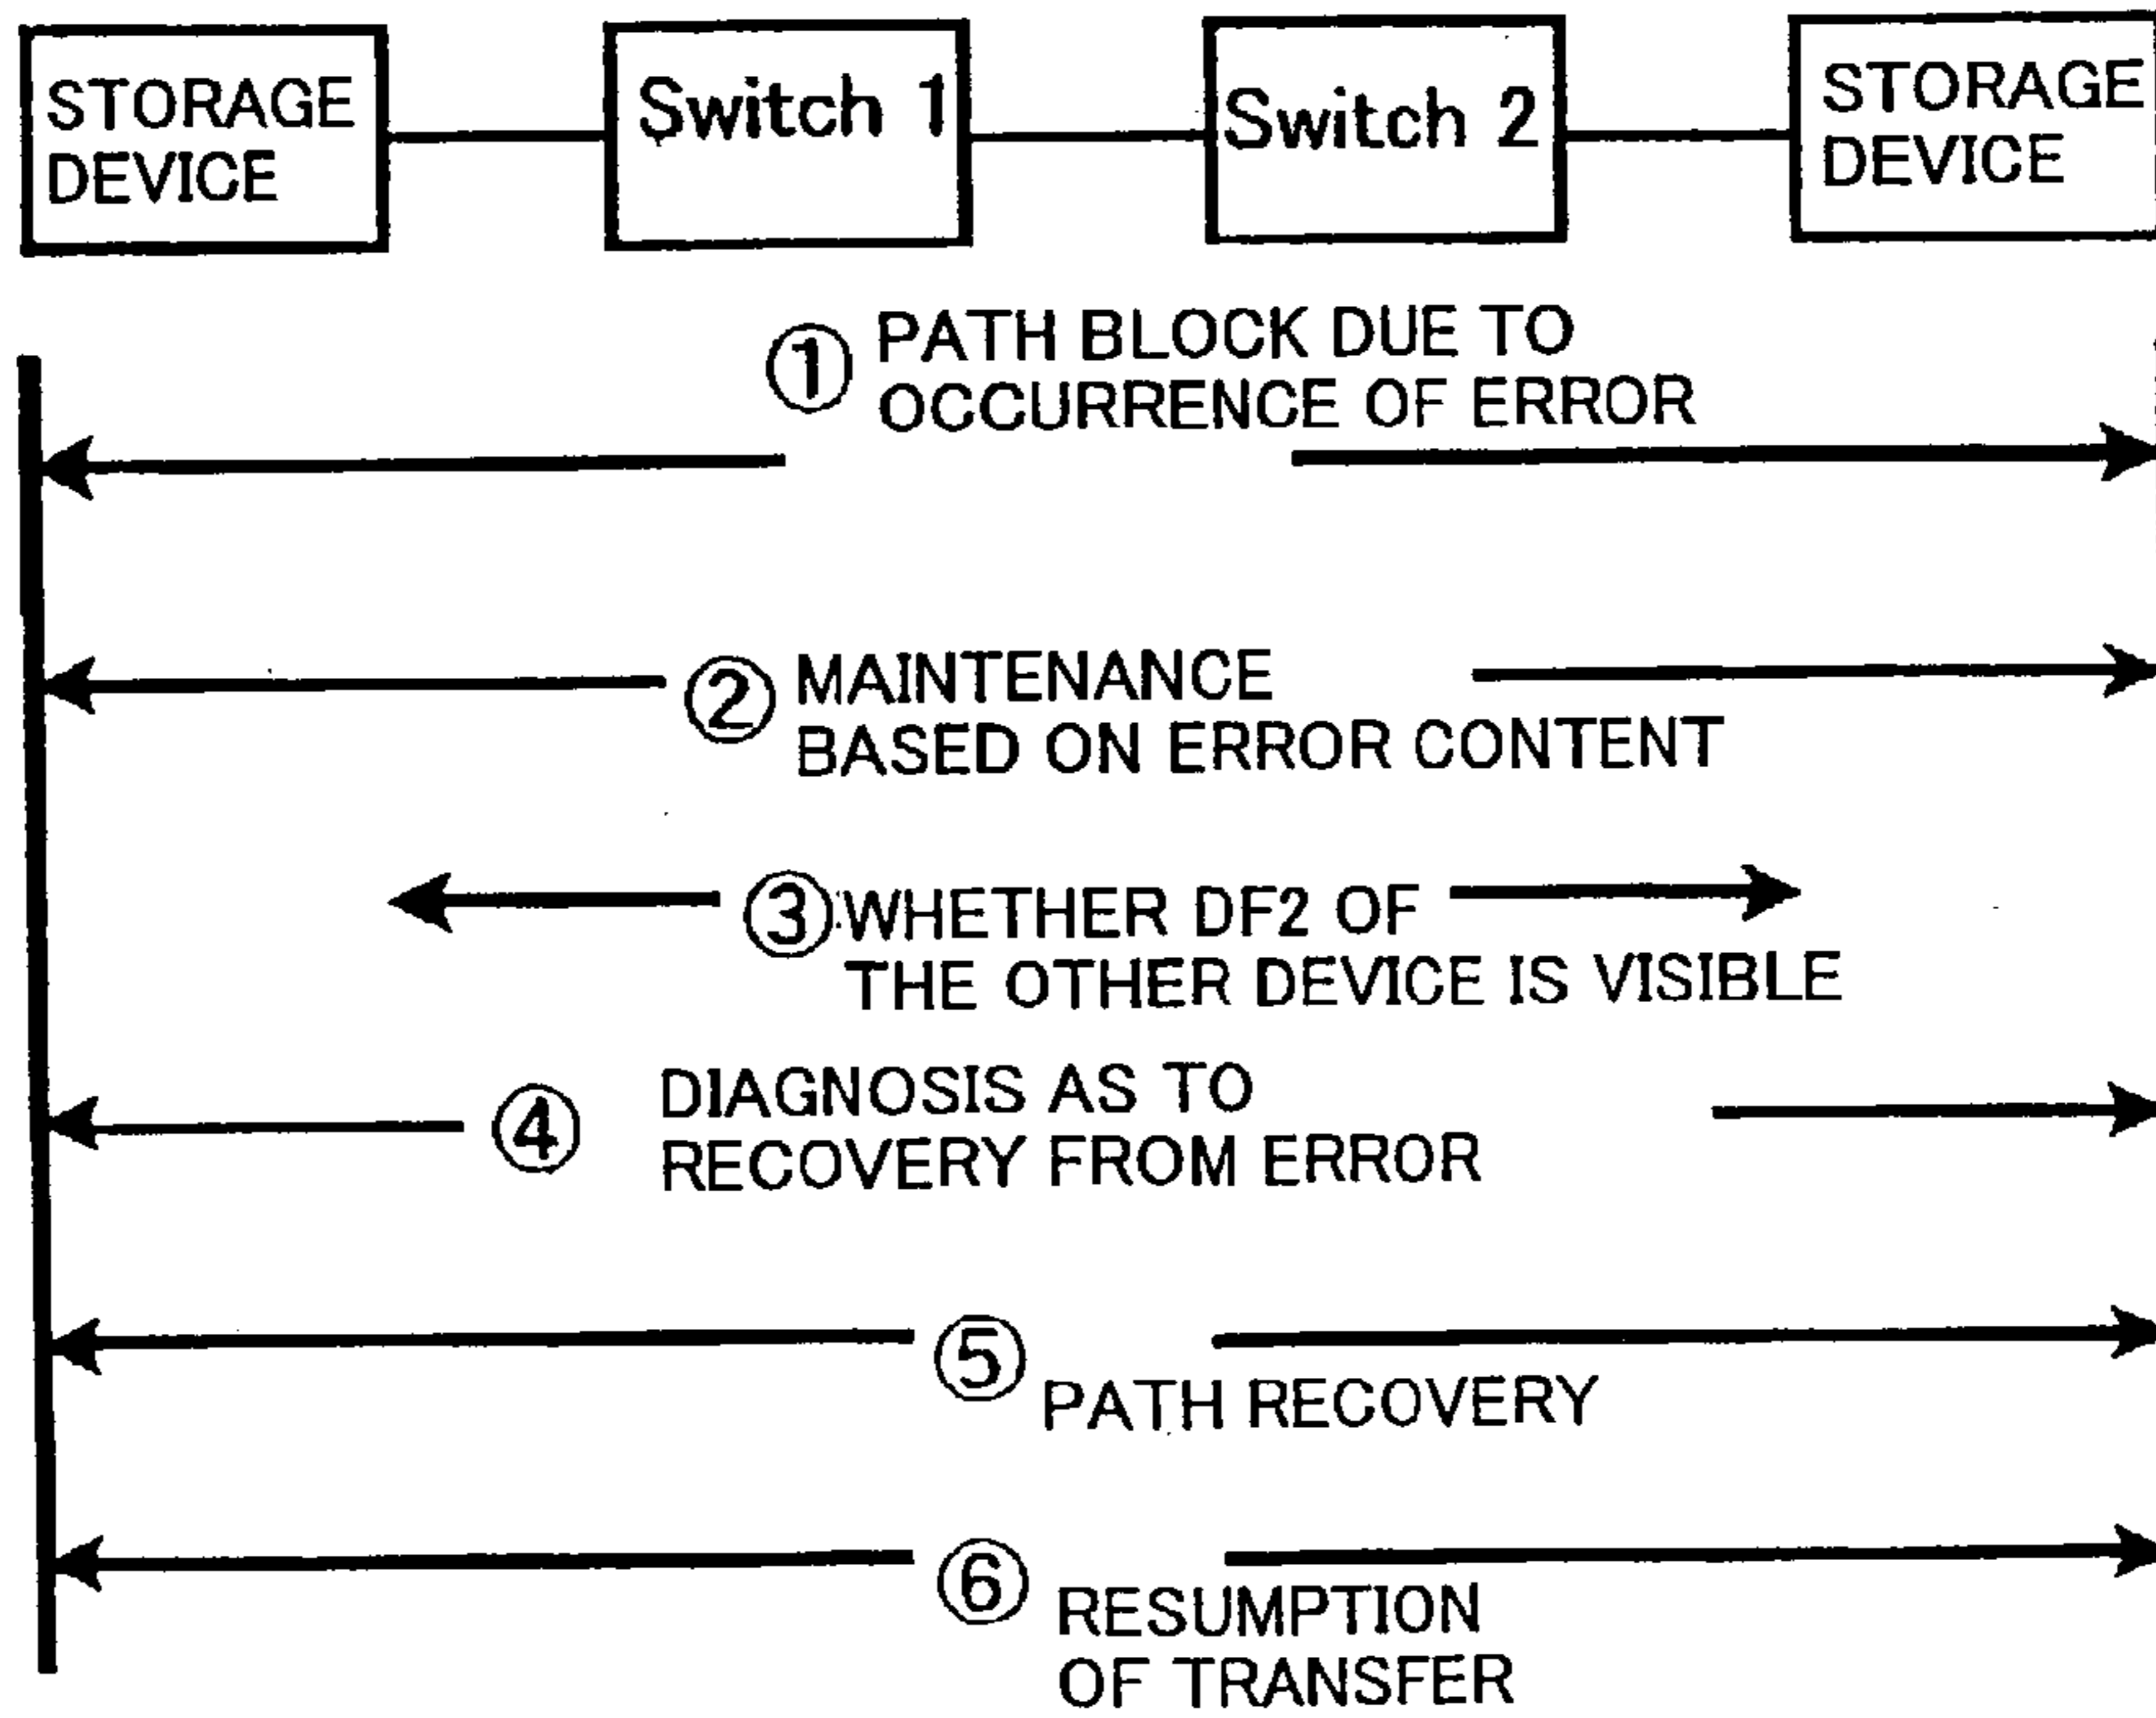 STORAGE
DEVICE
Switch 1
Switch 2
STORAGE
DEVICE
① PATH BLOCK DUE TO
OCCURRENCE OF ERROR
② MAINTENANCE
BASED ON ERROR CONTENT
③ WHETHER DF2 OF
THE OTHER DEVICE IS VISIBLE
④ DIAGNOSIS AS TO
RECOVERY FROM ERROR
⑤
PATH RECOVERY
⑥
RESUMPTION
OF TRANSFER